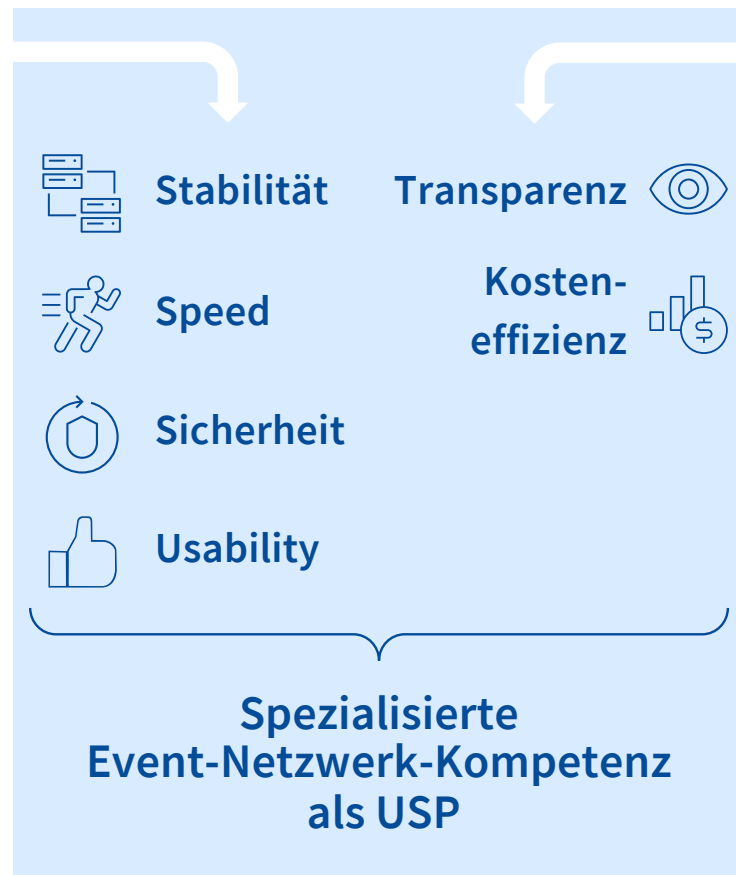 Stabilität
Speed
Sicherheit
Usability
Transparenz
Kosten-
effizienz
$
Spezialisierte
Event-Netzwerk-Kompetenz
als USP